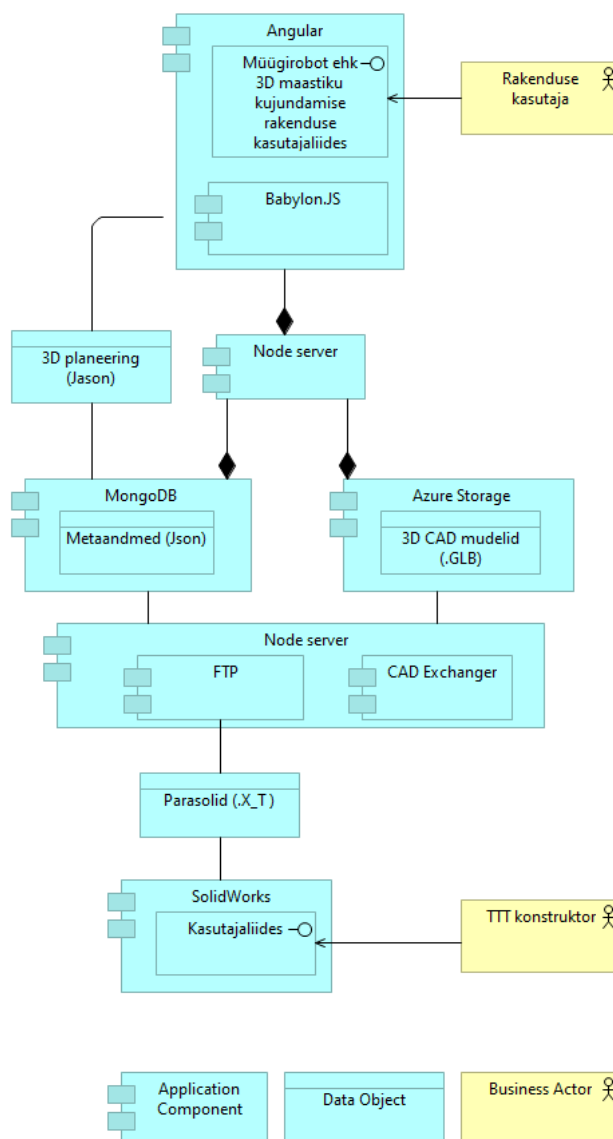 Angular
Müügirobot ehk
3D maastiku
kujundamise
rakenduse
kasutajaliides
Rakenduse
kasutaja
Babylon.JS
Node server
3D planeering
(Jason)
MongoDB
Metaandmed (Json)
Azure Storage
3D CAD mudelid
(.GLB)
Node server
FTP
CAD Exchanger
Parasolid (.X_T )
SolidWorks
Kasutajaliides
TTT konstruktor
Application
Component
Data Object
Business Actor